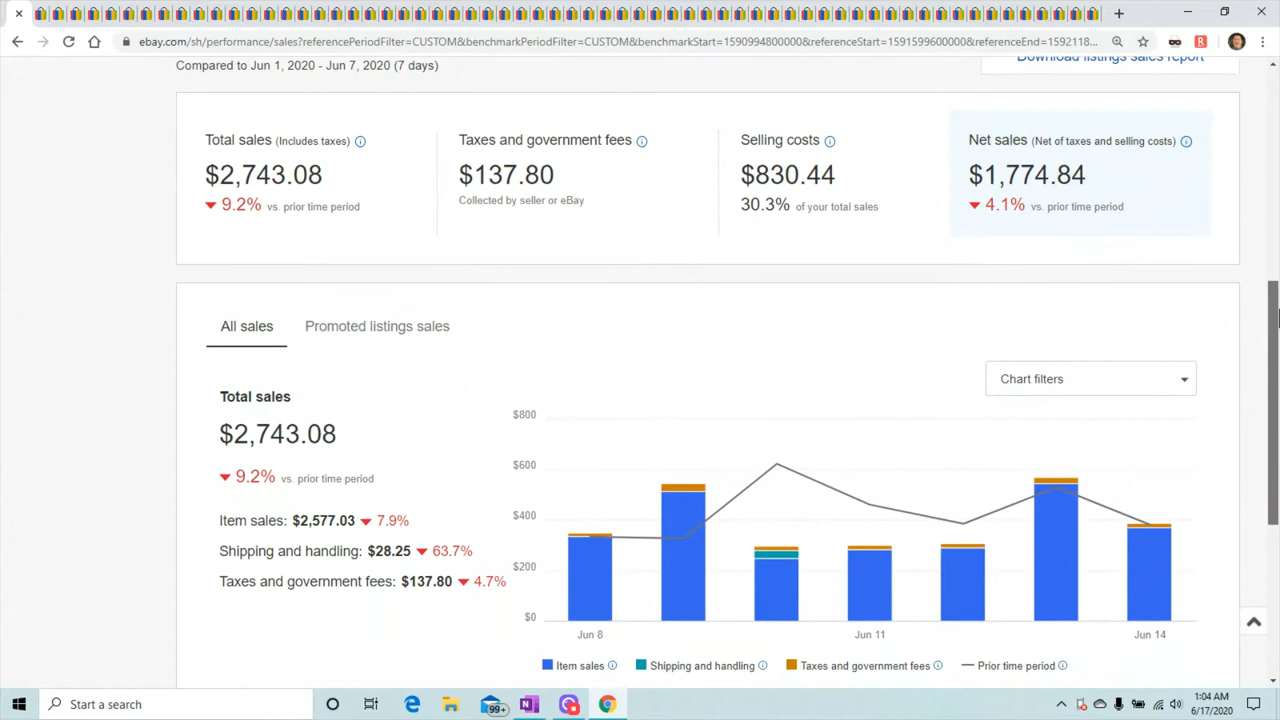 ebay.com/sh/performance/sales?referencePeriodFilter=CUSTOM&benchmarkPeriodFilter=CUSTOM&benchmarkStart=1590994800000&referenceStart=1591599600000&referenceEnd=1592118...
Compared to Jun 1, 2020 - Jun 7, 2020 (7 days)
Download listings sales report
Total sales (Includes taxes)
$2,743.08
9.2% vs. prior time period
Taxes and government fees
$137.80
Collected by seller or eBay
Selling costs
$830.44
30.3% of your total sales
Net sales (Net of taxes and selling costs)
$1,774.84
4.1% vs. prior time period
All sales
Promoted listings sales
Chart filters
Total sales
$2,743.08
9.2% vs. prior time period
Item sales: $2,577.03 7.9%
Shipping and handling: $28.25 63.7%
Taxes and government fees: $137.80 4.7%
$800
$600
$400
$200
$0
Jun 8
Jun 11
Jun 14
Item sales
Shipping and handling
Taxes and government fees
Prior time period
Start a search
99+
1:04 AM
6/17/2020